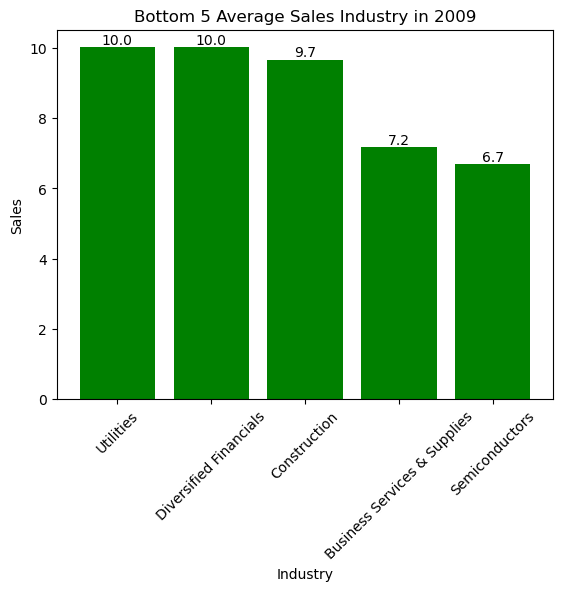 Bottom 5 Average Sales Industry in 2009
10.0
10.0
9.7
7.2
6.7
10
8
6
4
2
0
Sales
Utilities
Diversified Financials
Construction
Business Services & Supplies
Semiconductors
Industry